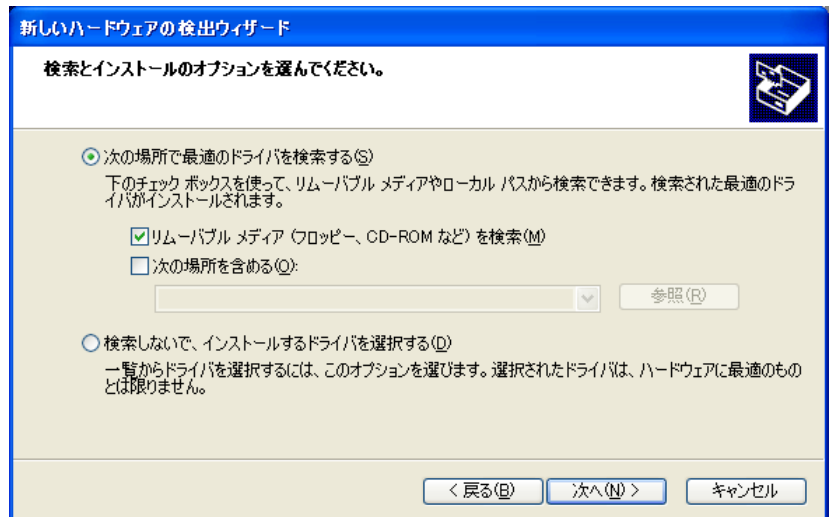 新しいハードウェアの検出ウィザード
検索とインストールのオプションを選んでください。
次の場所で最適のドライバを検索する(S)
下のチェック ボックスを使って、リムーバブル メディアやローカル パスから検索できます。検索された最適のドラ
イバがインストールされます。
リムーバブル メディア (フロッピー、CD-ROM など) を検索(M)
次の場所を含める(O):
参照(R)
検索しないで、インストールするドライバを選択する(D)
一覧からドライバを選択するには、このオプションを選びます。選択されたドライバは、ハードウェアに最適のもの
とは限りません。
< 戻る(B) 次へ(N) > キャンセル